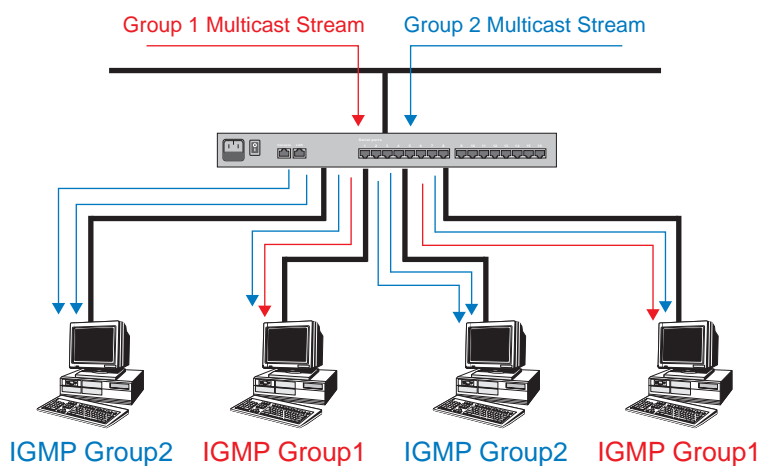 Group 1 Multicast Stream
Group 2 Multicast Stream
IGMP Group2
IGMP Group1
IGMP Group2
IGMP Group1